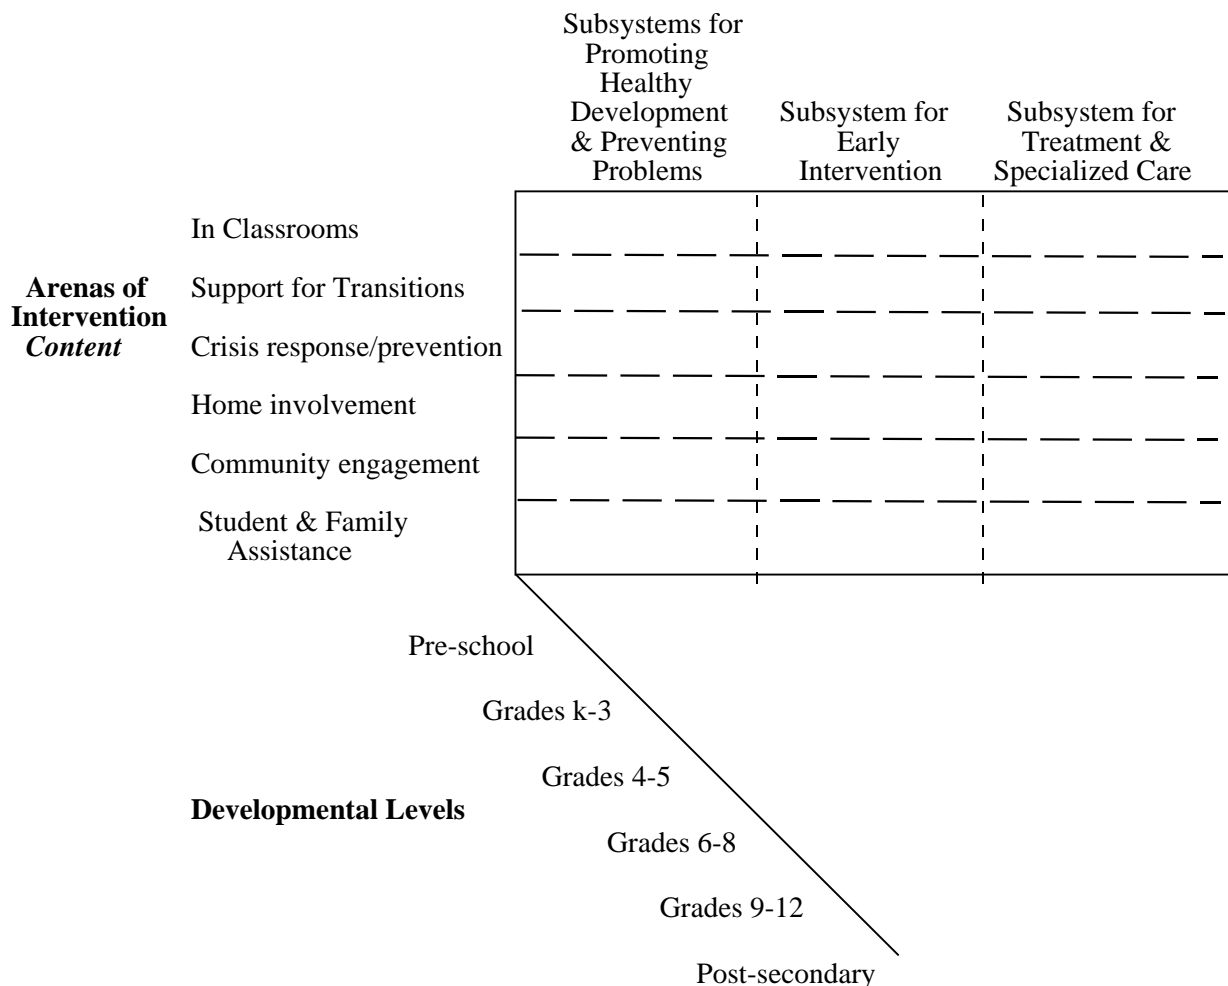 Subsystems for
Promoting
Healthy
Development
& Preventing
Problems
Subsystem for
Early
Intervention
Subsystem for
Treatment &
Specialized Care
Arenas of
Intervention
Content
In Classrooms
Support for Transitions
Crisis response/prevention
Home involvement
Community engagement
Student & Family
Assistance
Pre-school
Grades k-3
Grades 4-5
Developmental Levels
Grades 6-8
Grades 9-12
Post-secondary